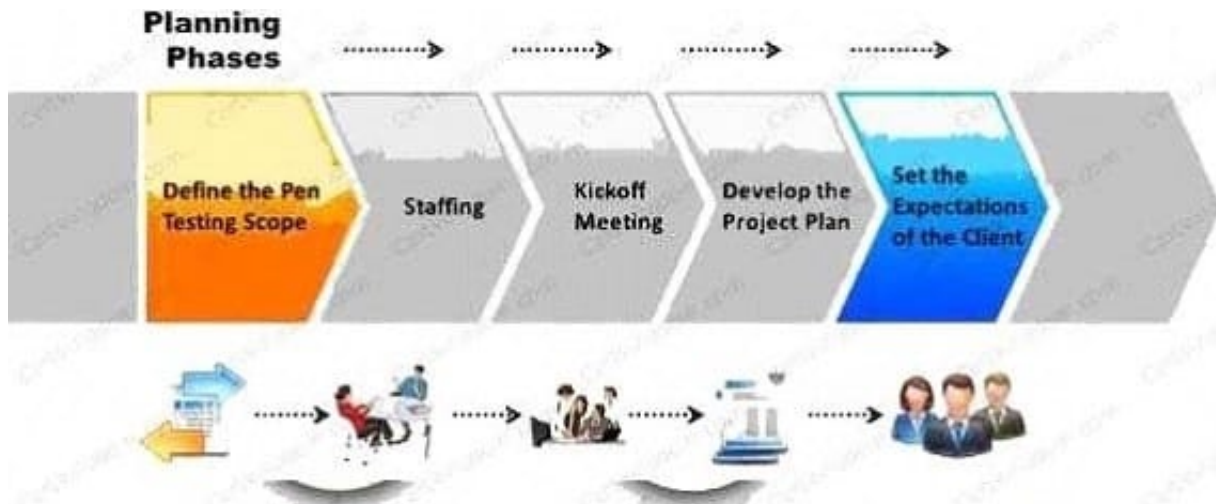 Planning
Phases
Define the Pen
Testing Scope
Staffing
Kickoff
Meeting
Develop the
Project Plan
Set the
Expectations
of the Client